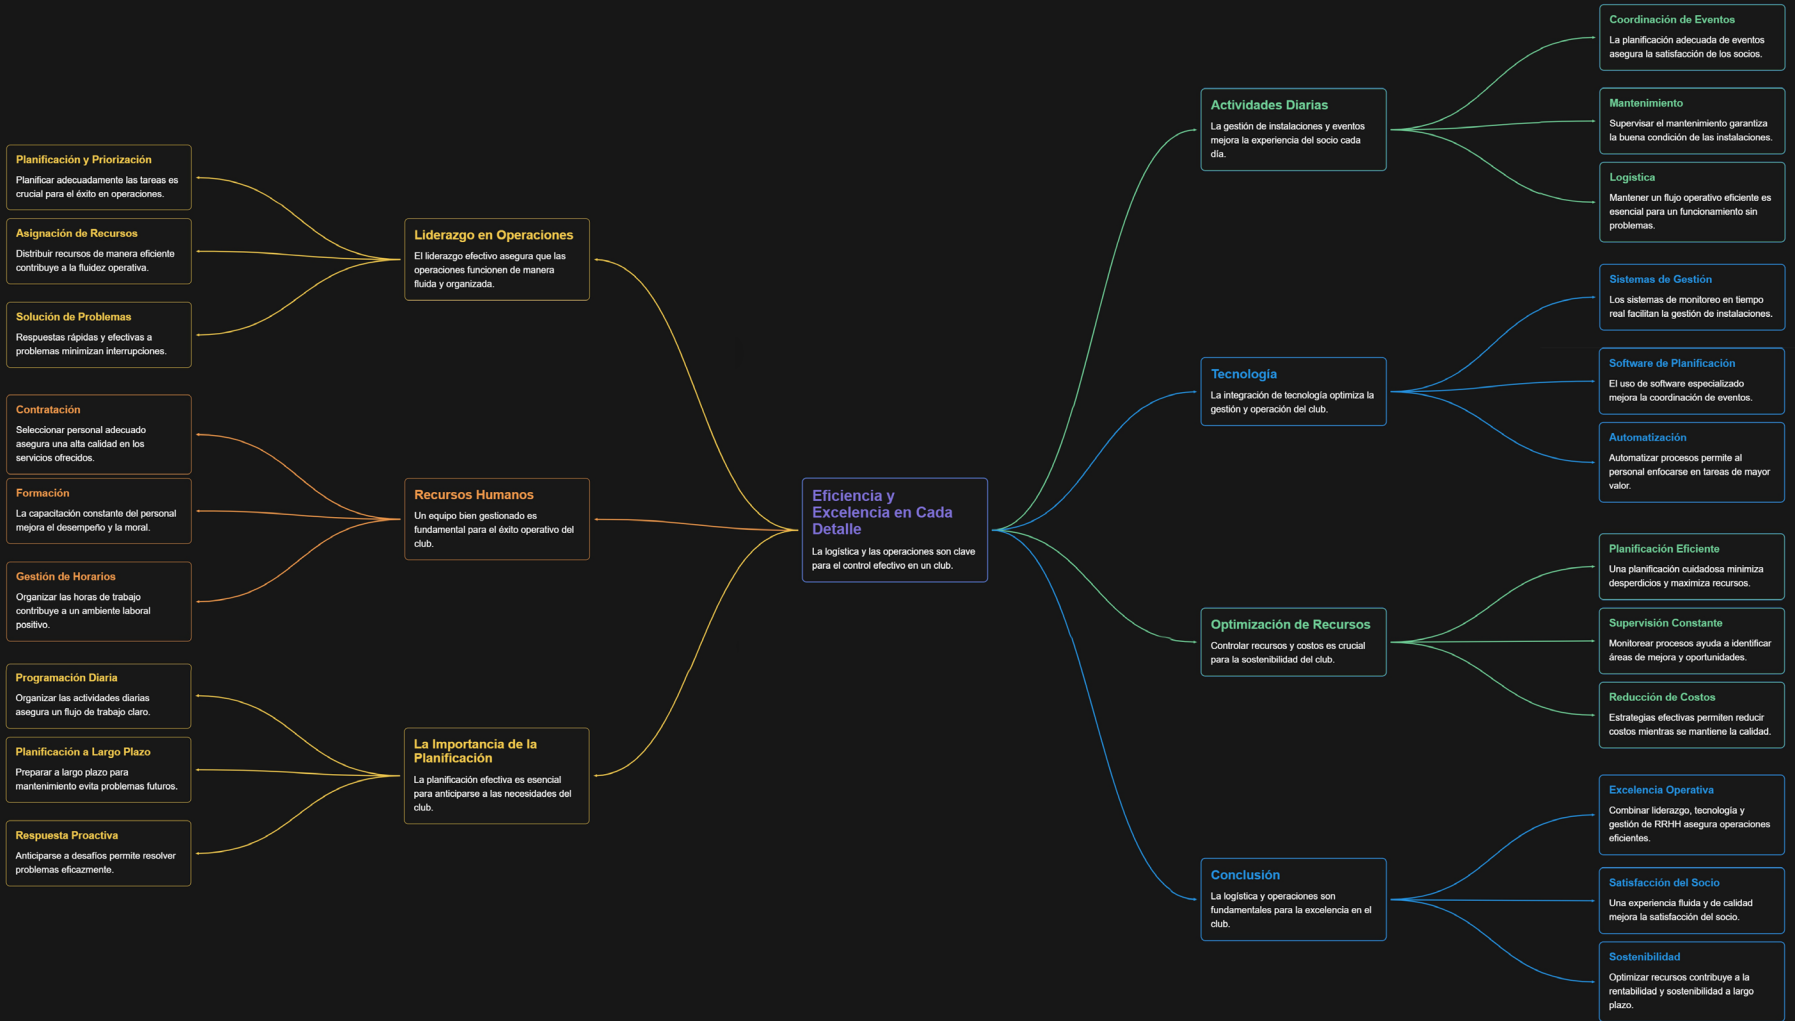 Eficiencia y
Excelencia en Cada
Detalle
La logística y las operaciones son clave
para el control efectivo en un club.
Liderazgo en Operaciones
El liderazgo efectivo asegura que las
operaciones funcionen de manera
fluida y organizada.
Planificación y Priorización
Planificar adecuadamente las tareas es
crucial para el éxito en operaciones.
Asignación de Recursos
Distribuir recursos de manera eficiente
contribuye a la fluidez operativa.
Solución de Problemas
Respuestas rápidas y efectivas a
problemas minimizan interrupciones.
Recursos Humanos
Un equipo bien gestionado es
fundamental para el éxito operativo del
club.
Contratación
Seleccionar personal adecuado
asegura una alta calidad en los
servicios ofrecidos.
Formación
La capacitación constante del personal
mejora el desempeño y la moral.
Gestión de Horarios
Organizar las horas de trabajo
contribuye a un ambiente laboral
positivo.
La Importancia de la
Planificación
La planificación efectiva es esencial
para anticiparse a las necesidades del
club.
Programación Diaria
Organizar las actividades diarias
asegura un flujo de trabajo claro.
Planificación a Largo Plazo
Preparar a largo plazo para
mantenimiento evita problemas futuros.
Respuesta Proactiva
Anticiparse a desafíos permite resolver
problemas eficazmente.
Actividades Diarias
La gestión de instalaciones y eventos
mejora la experiencia del socio cada
día.
Coordinación de Eventos
La planificación adecuada de eventos
asegura la satisfacción de los socios.
Mantenimiento
Supervisar el mantenimiento garantiza
la buena condición de las instalaciones.
Logística
Mantener un flujo operativo eficiente es
esencial para un funcionamiento sin
problemas.
Tecnología
La integración de tecnología optimiza la
gestión y operación del club.
Sistemas de Gestión
Los sistemas de monitoreo en tiempo
real facilitan la gestión de instalaciones.
Software de Planificación
El uso de software especializado
mejora la coordinación de eventos.
Automatización
Automatizar procesos permite al
personal enfocarse en tareas de mayor
valor.
Optimización de Recursos
Controlar recursos y costos es crucial
para la sostenibilidad del club.
Planificación Eficiente
Una planificación cuidadosa minimiza
desperdicios y maximiza recursos.
Supervisión Constante
Monitorear procesos ayuda a identificar
áreas de mejora y oportunidades.
Reducción de Costos
Estrategias efectivas permiten reducir
costos mientras se mantiene la calidad.
Conclusión
La logística y operaciones son
fundamentales para la excelencia en el
club.
Excelencia Operativa
Combinar liderazgo, tecnología y
gestión de RRHH asegura operaciones
eficientes.
Satisfacción del Socio
Una experiencia fluida y de calidad
mejora la satisfacción del socio.
Sostenibilidad
Optimizar recursos contribuye a la
rentabilidad y sostenibilidad a largo
plazo.